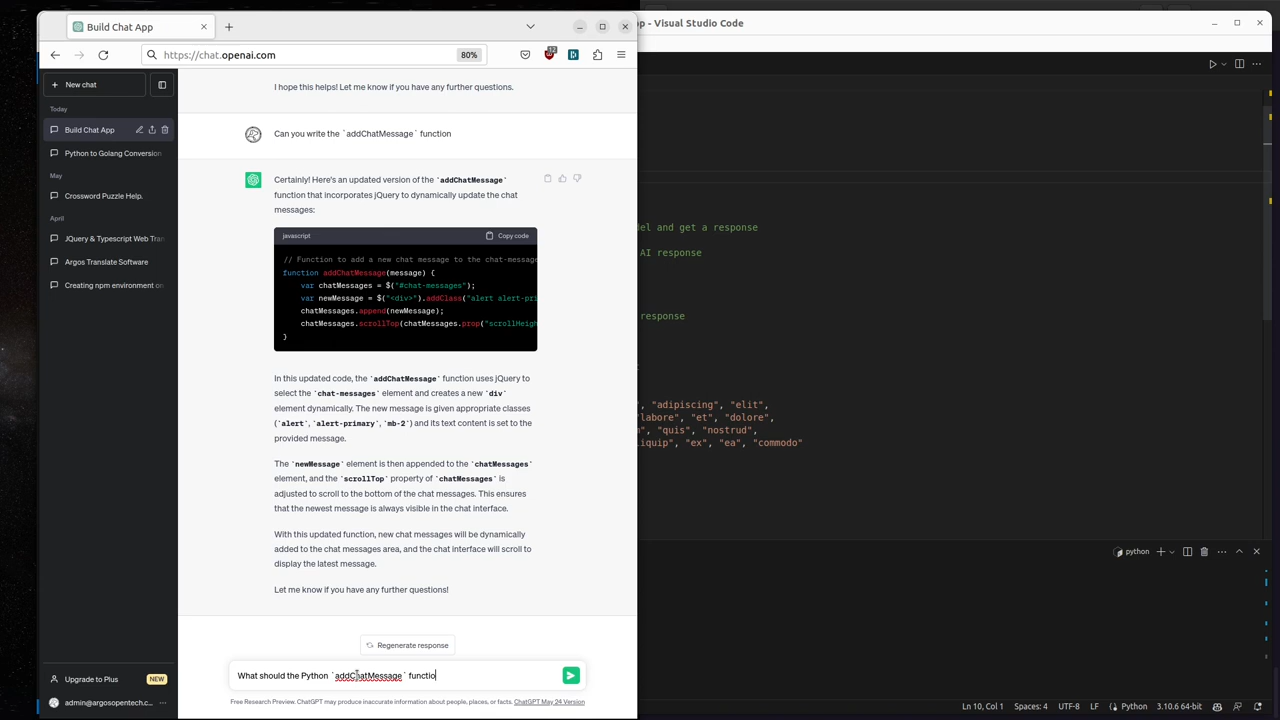 Build Chat App
p - Visual Studio Code
https://chat.openai.com
80%
12
New chat
Today
Build Chat App
Python to Golang Conversion
May
Crossword Puzzle Help.
April
JQuery & Typescript Web Tran
Argos Translate Software
Creating npm environment on
Upgrade to Plus
NEW
admin@argosopentech.c...
I hope this helps! Let me know if you have any further questions.
Can you write the `addChatMessage` function
Certainly! Here's an updated version of the `addChatMessage`
function that incorporates jQuery to dynamically update the chat
messages:
javascript
Copy code
// Function to add a new chat message to the chat-message
function addChatMessage(message) {
var chatMessages = $("#chat-messages");
var newMessage = $("<div>").addClass("alert alert-pri
chatMessages.append(newMessage);
chatMessages.scrollTop(chatMessages.prop("scrollHeigh
}
In this updated code, the `addChatMessage` function uses jQuery to
select the `chat-messages` element and creates a new `div`
element dynamically. The new message is given appropriate classes
(`alert`, `alert-primary`, `mb-2`) and its text content is set to the
provided message.
The `newMessage` element is then appended to the `chatMessages`
element, and the `scrollTop` property of `chatMessages` is
adjusted to scroll to the bottom of the chat messages. This ensures
that the newest message is always visible in the chat interface.
With this updated function, new chat messages will be dynamically
added to the chat messages area, and the chat interface will scroll to
display the latest message.
Let me know if you have any further questions!
Regenerate response
What should the Python `addChatMessage` functio
Free Research Preview. ChatGPT may produce inaccurate information about people, places, or facts. ChatGPT May 24 Version
del and get a response
AI response
response
", "adipiscing", "elit",
"labore", "et", "dolore",
m", "quis", "nostrud",
liquip", "ex", "ea", "commodo"
python
Ln 10, Col 1
Spaces: 4
UTF-8
LF
Python
3.10.6 64-bit